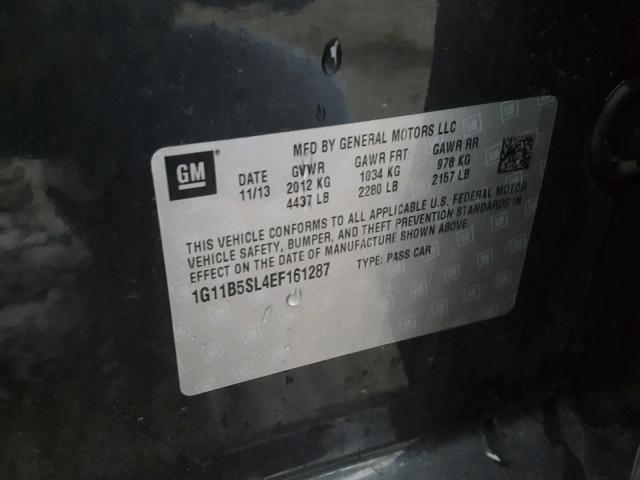 MFD BY GENERAL MOTORS LLC
GM
DATE GVWR GAWR FRT GAWR RR
11/13 2012 KG 1034 KG 978 KG
4437 LB 2280 LB 2157 LB
THIS VEHICLE CONFORMS TO ALL APPLICABLE U.S. FEDERAL MOTOR
VEHICLE SAFETY, BUMPER, AND THEFT PREVENTION STANDARDS IN
EFFECT ON THE DATE OF MANUFACTURE SHOWN ABOVE.
1G11B5SL4EF161287 TYPE: PASS CAR